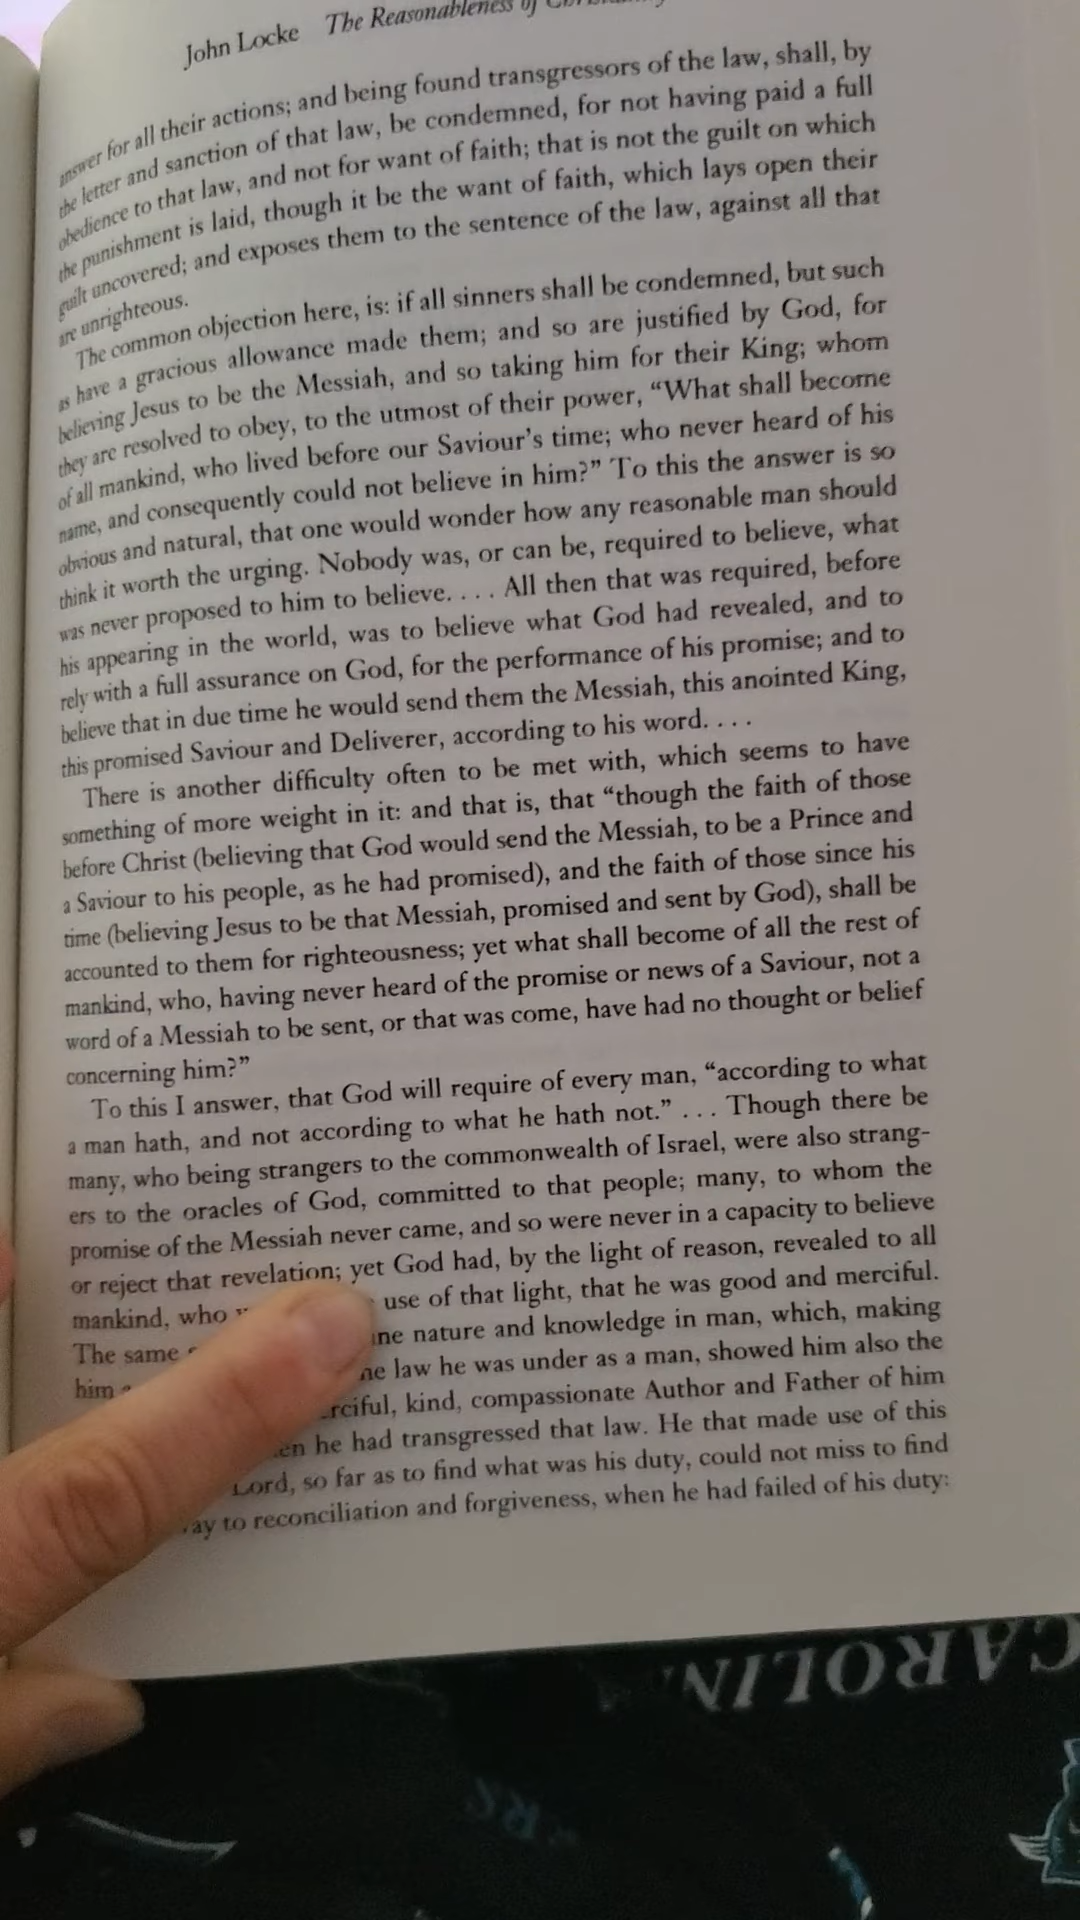 John Locke The Reasonableness of
answer for all their actions; and being found transgressors of the law, shall, by
the letter and sanction of that law, be condemned, for not having paid a full
obedience to that law, and not for want of faith; that is not the guilt on which
the punishment is laid, though it be the want of faith, which lays open their
guilt uncovered; and exposes them to the sentence of the law, against all that
are unrighteous.
The common objection here, is: if all sinners shall be condemned, but such
as have a gracious allowance made them; and so are justified by God, for
believing Jesus to be the Messiah, and so taking him for their King; whom
they are resolved to obey, to the utmost of their power, “What shall become
of all mankind, who lived before our Saviour’s time; who never heard of his
name, and consequently could not believe in him?” To this the answer is so
obvious and natural, that one would wonder how any reasonable man should
think it worth the urging. Nobody was, or can be, required to believe, what
was never proposed to him to believe. . . . All then that was required, before
his appearing in the world, was to believe what God had revealed, and to
rely with a full assurance on God, for the performance of his promise; and to
believe that in due time he would send them the Messiah, this anointed King,
this promised Saviour and Deliverer, according to his word. . . .
There is another difficulty often to be met with, which seems to have
something of more weight in it: and that is, that “though the faith of those
before Christ (believing that God would send the Messiah, to be a Prince and
a Saviour to his people, as he had promised), and the faith of those since his
time (believing Jesus to be that Messiah, promised and sent by God), shall be
accounted to them for righteousness; yet what shall become of all the rest of
mankind, who, having never heard of the promise or news of a Saviour, not a
word of a Messiah to be sent, or that was come, have had no thought or belief
concerning him?”
To this I answer, that God will require of every man, “according to what
a man hath, and not according to what he hath not.” . . . Though there be
many, who being strangers to the commonwealth of Israel, were also strang-
ers to the oracles of God, committed to that people; many, to whom the
promise of the Messiah never came, and so were never in a capacity to believe
or reject that revelation; yet God had, by the light of reason, revealed to all
mankind, who use of that light, that he was good and merciful.
The same nature and knowledge in man, which, making
him law he was under as a man, showed him also the
kind, compassionate Author and Father of him
he had transgressed that law. He that made use of this
Lord, so far as to find what was his duty, could not miss to find
to reconciliation and forgiveness, when he had failed of his duty:
CAROLIN